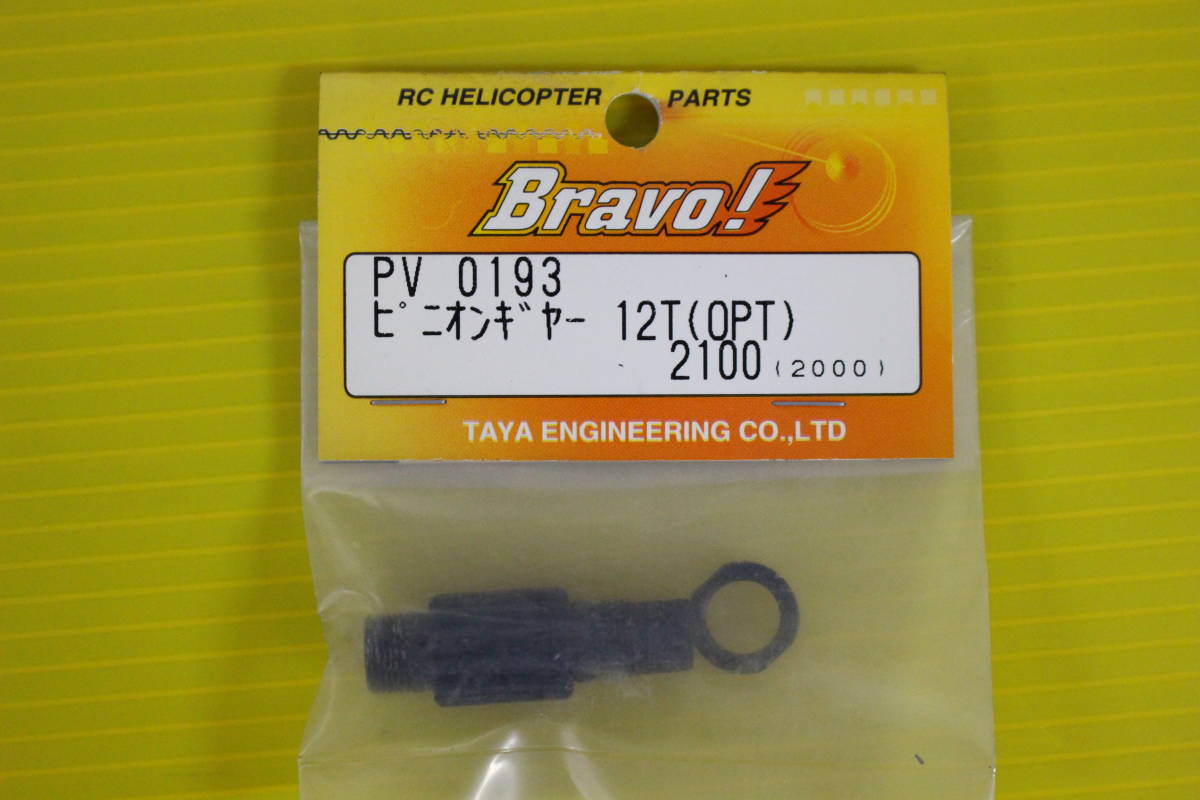 RC HELICOPTER PARTS
Bravo!
PV 0193
ﾋﾟﾆｵﾝｷﾞﾔｰ 12T(OPT)
2100 (2000)
TAYA ENGINEERING CO.,LTD